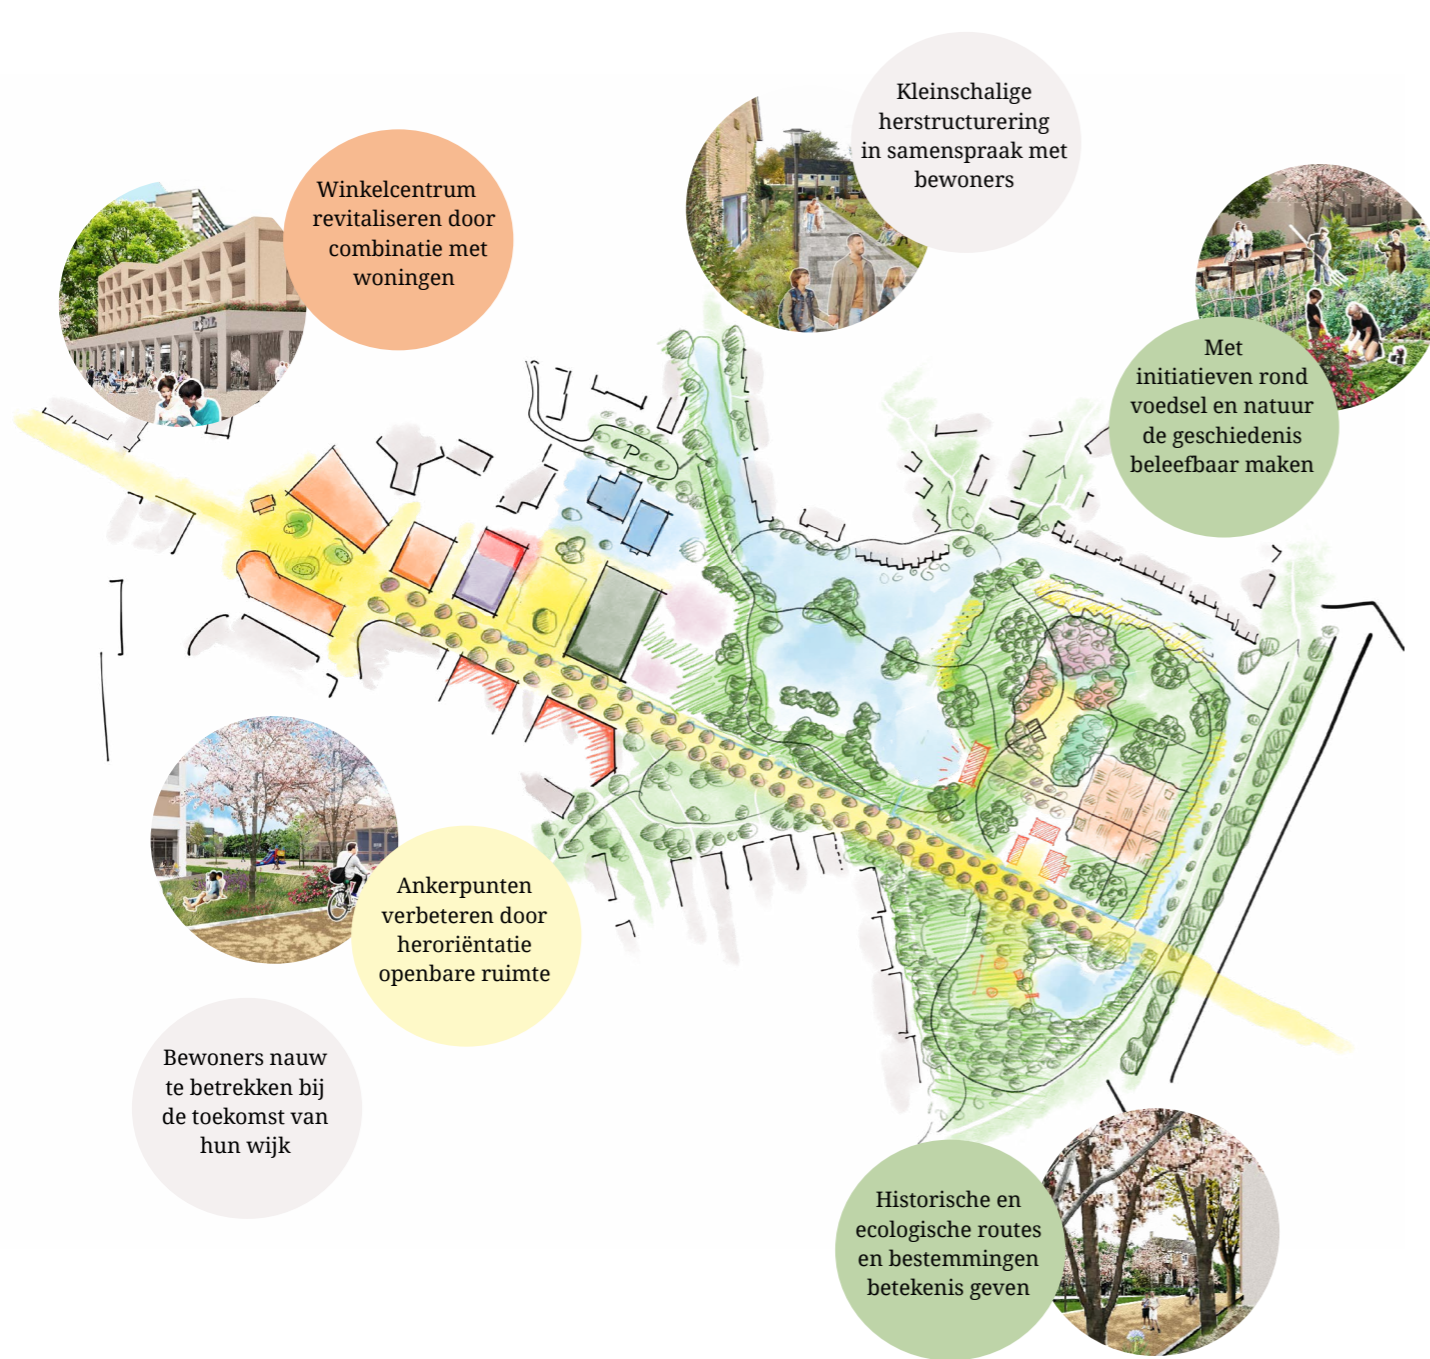 Kleinschalige
herstructurering
in samenspraak met
bewoners
Winkelcentrum
revitaliseren door
combinatie met
woningen
Met
initiatieven rond
voedsel en natuur
de geschiedenis
beleefbaar maken
P
Ankerpunten
verbeteren door
heroriëntatie
openbare ruimte
Bewoners nauw
te betrekken bij
de toekomst van
hun wijk
Historische en
ecologische routes
en bestemmingen
betekenis geven